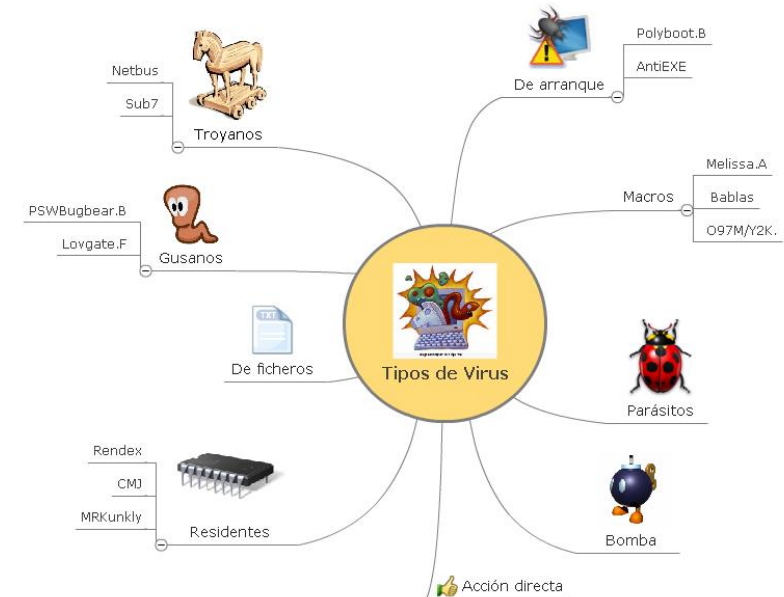 Polyboot.B
AntiEXE
De arranque
Netbus
Sub7
Troyanos
Melissa.A
Bablas
O97M/Y2K.
Macros
PSWBugbear.B
Lovgate.F
Gusanos
TXT
De ficheros
Tipos de Virus
Parásitos
Rendex
CMJ
MRKunkly
Residentes
Bomba
Acción directa